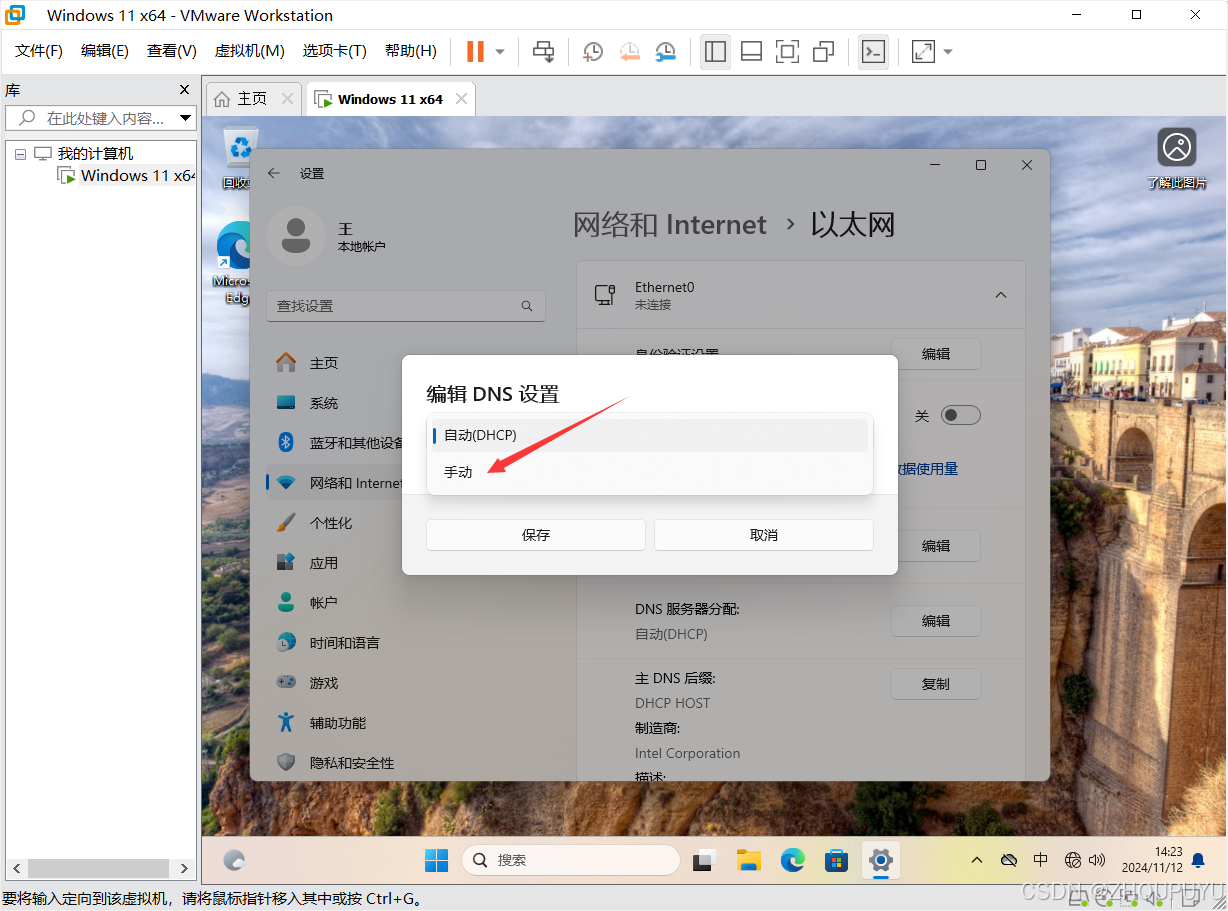 Windows 11 x64 - VMware Workstation
文件(F) 编辑(E) 查看(V) 虚拟机(M) 选项卡(T) 帮助(H)
库
在此处键入内容...
我的计算机
Windows 11 x64
主页
Windows 11 x64
回收
Micros
Edg
了解此图片
设置
王
本地帐户
查找设置
主页
系统
蓝牙和其他设备
网络和 Internet
个性化
应用
帐户
时间和语言
游戏
辅助功能
隐私和安全性
网络和 Internet › 以太网
Ethernet0
未连接
身份验证设置
编辑
关
数据使用量
编辑
编辑 DNS 设置
自动(DHCP)
手动
保存
取消
DNS 服务器分配:
自动(DHCP)
编辑
主 DNS 后缀:
DHCP HOST
复制
制造商:
Intel Corporation
描述:
搜索
中
14:23
2024/11/12
要将输入定向到该虚拟机，请将鼠标指针移入其中或按 Ctrl+G。
CSDN @ZHOUPUYU